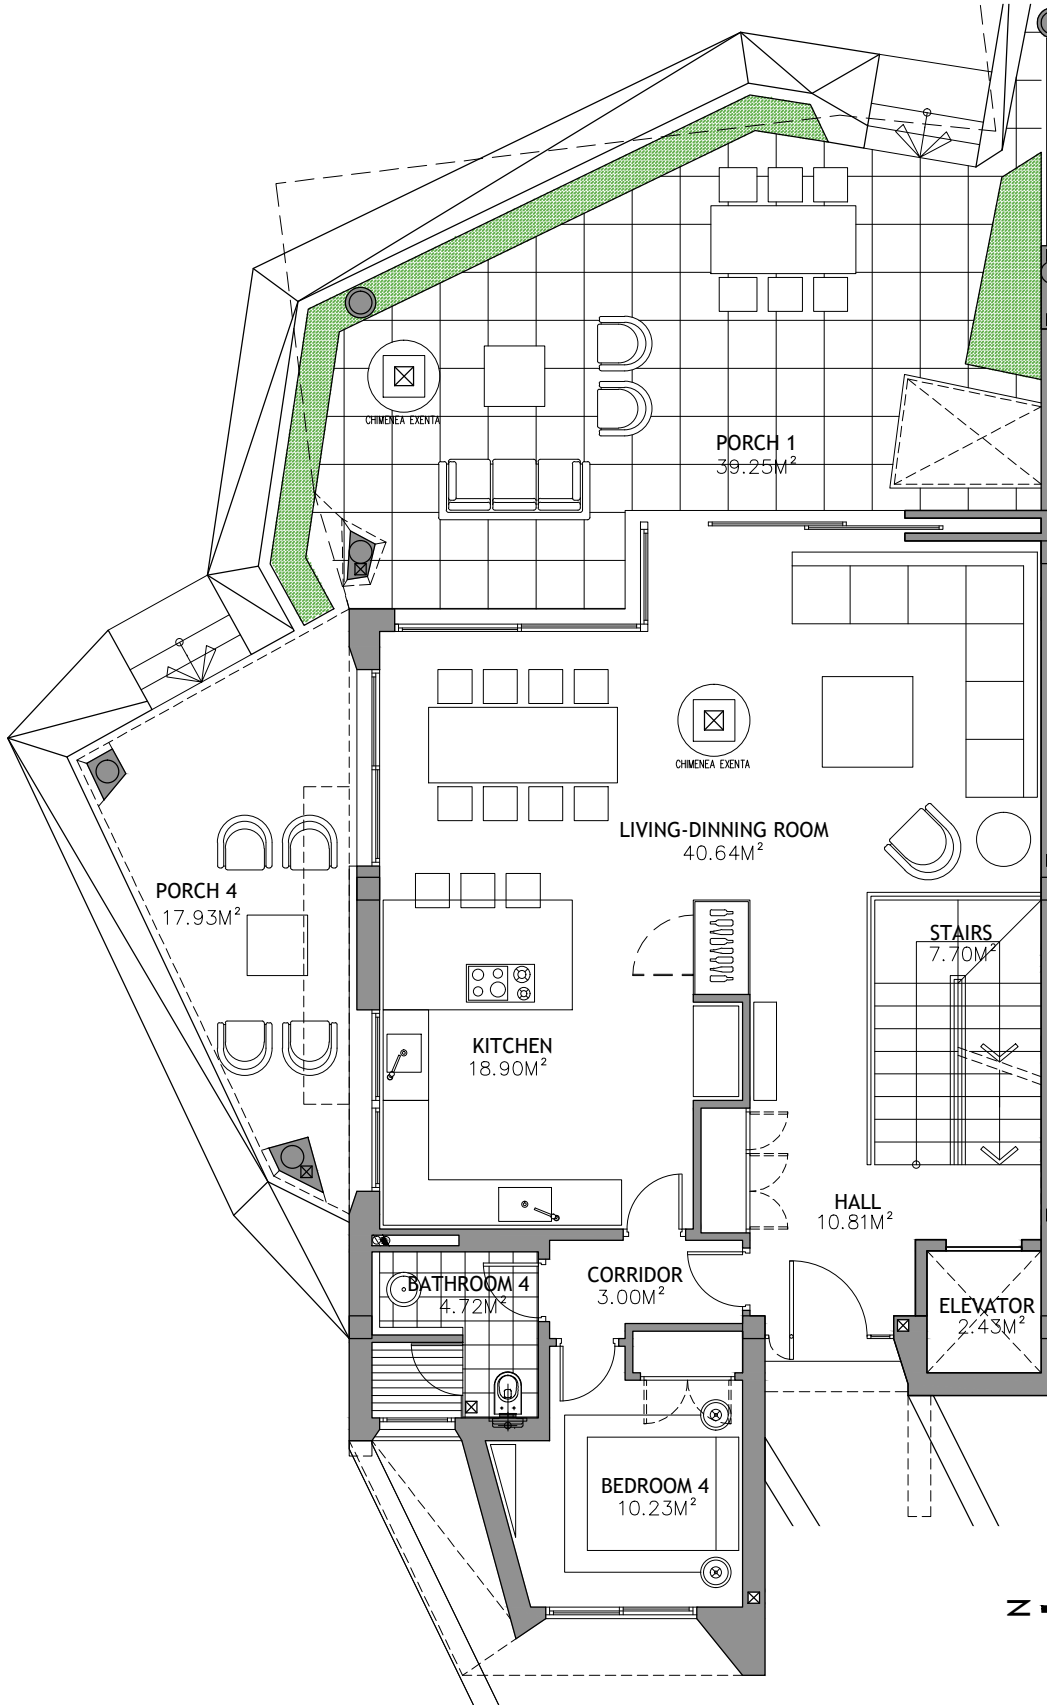 CHIMENEA EXENTA
PORCH 1
39.25M²
CHIMENEA EXENTA
LIVING-DINNING ROOM
40.64M²
PORCH 4
17.93M²
STAIRS
7.70M²
KITCHEN
18.90M²
HALL
10.81M²
BATHROOM 4
4.72M²
CORRIDOR
3.00M²
ELEVATOR
2.43M²
BEDROOM 4
10.23M²
N